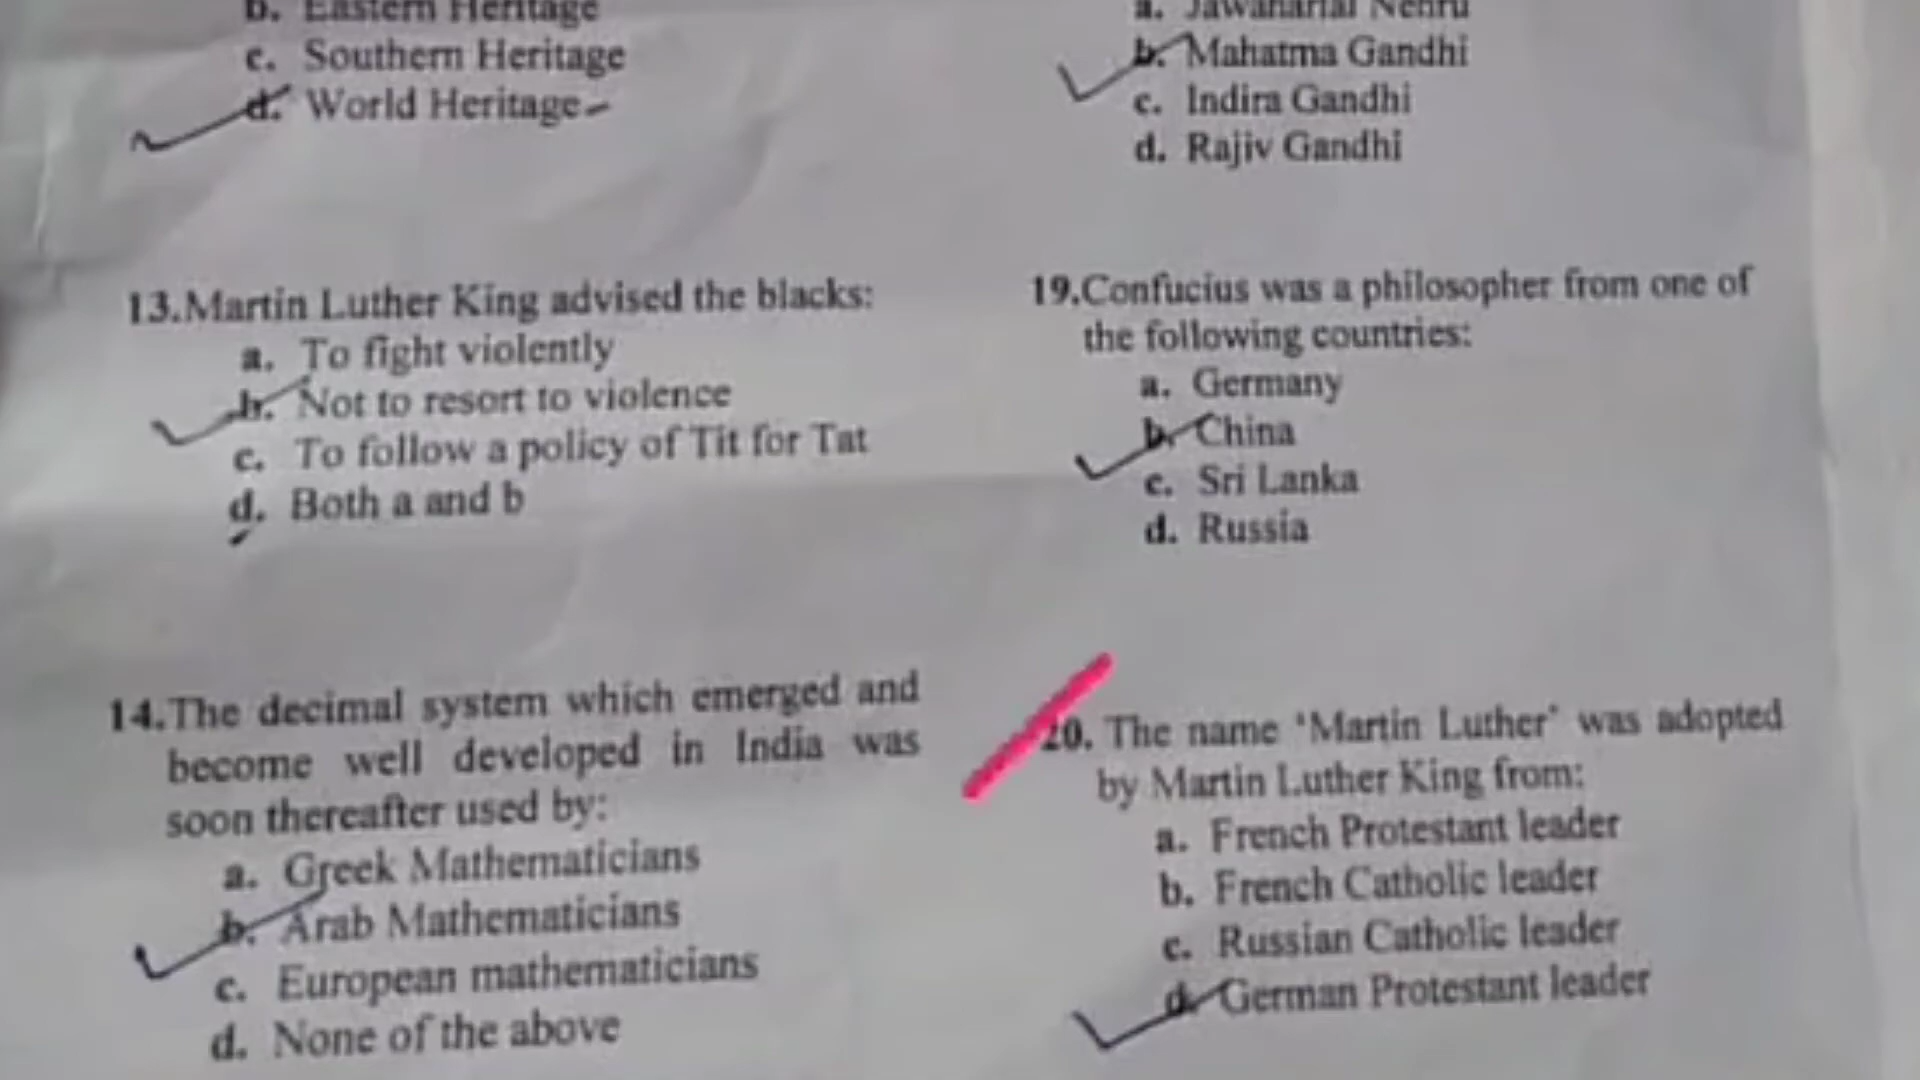 b. Eastern Heritage
c. Southern Heritage
d. World Heritage
13.Martin Luther King advised the blacks:
a. To fight violently
b. Not to resort to violence
c. To follow a policy of Tit for Tat
d. Both a and b
14.The decimal system which emerged and
become well developed in India was
soon thereafter used by:
a. Greek Mathematicians
b. Arab Mathematicians
c. European mathematicians
d. None of the above
a. Jawaharlal Nehru
b. Mahatma Gandhi
c. Indira Gandhi
d. Rajiv Gandhi
19.Confucius was a philosopher from one of
the following countries:
a. Germany
b. China
c. Sri Lanka
d. Russia
20. The name 'Martin Luther' was adopted
by Martin Luther King from:
a. French Protestant leader
b. French Catholic leader
c. Russian Catholic leader
d. German Protestant leader